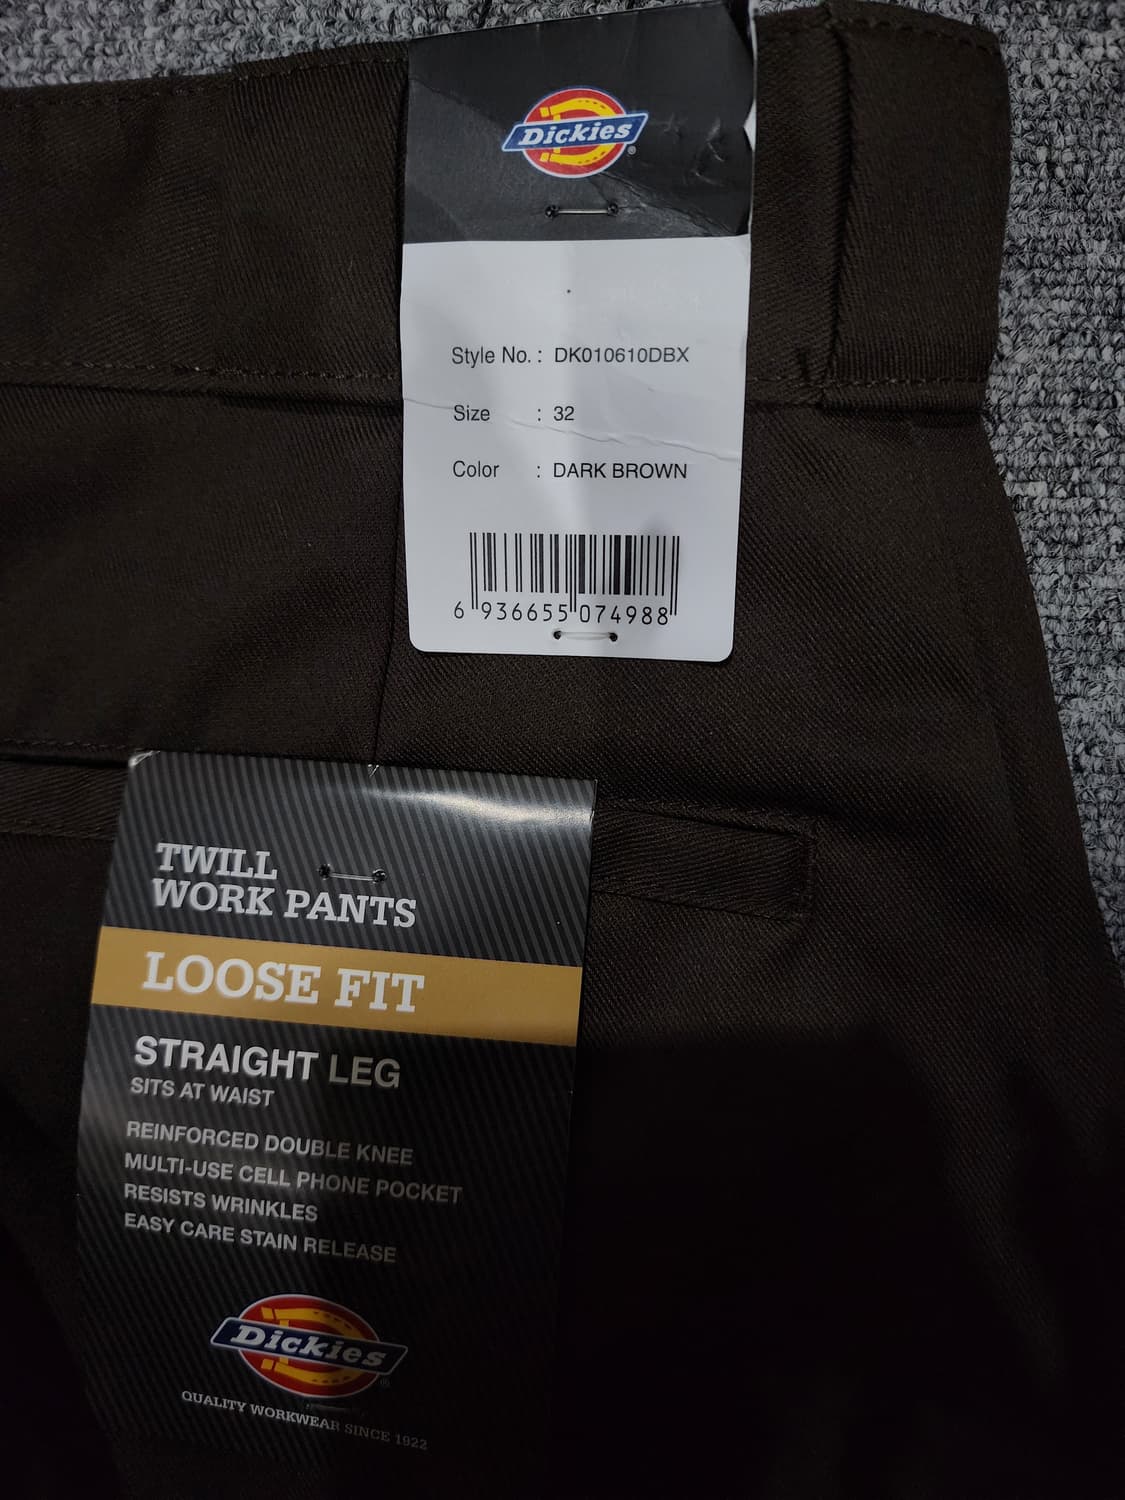 Dickies
®
Style No. : DK010610DBX
Size : 32
Color : DARK BROWN
6 936655 074988
TWILL
WORK PANTS
LOOSE FIT
STRAIGHT LEG
SITS AT WAIST
REINFORCED DOUBLE KNEE
MULTI-USE CELL PHONE POCKET
RESISTS WRINKLES
EASY CARE STAIN RELEASE
Dickies
®
QUALITY WORKWEAR SINCE 1922